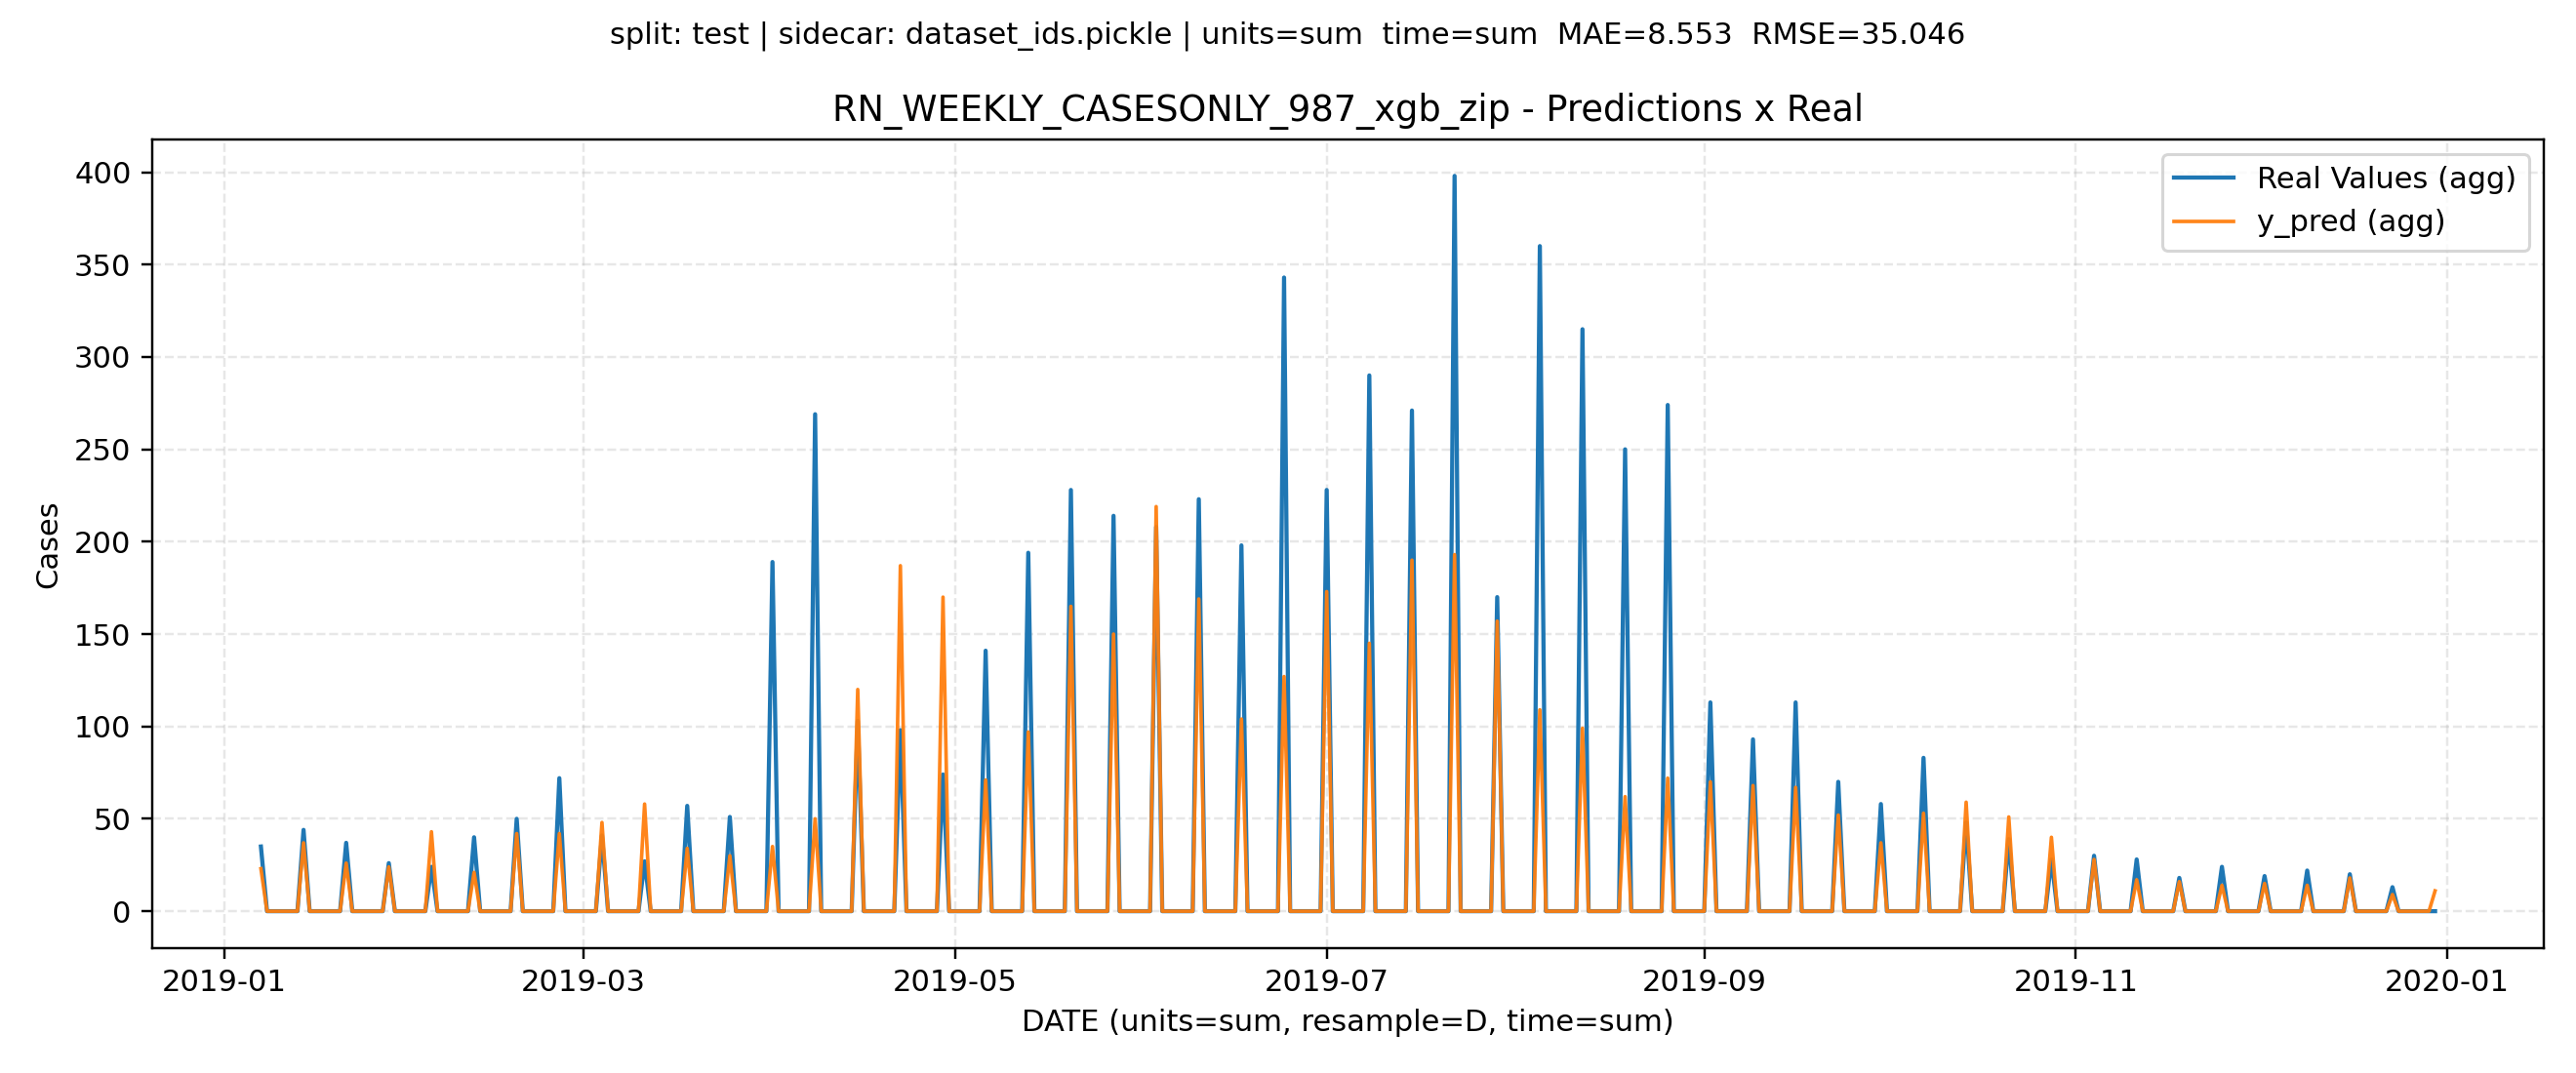 split: test | sidecar: dataset_ids.pickle | units=sum  time=sum  MAE=8.553  RMSE=35.046
RN_WEEKLY_CASESONLY_987_xgb_zip - Predictions x Real
Real Values (agg)
y_pred (agg)
Cases
400
350
300
250
200
150
100
50
0
2019-01
2019-03
2019-05
2019-07
2019-09
2019-11
2020-01
DATE (units=sum, resample=D, time=sum)